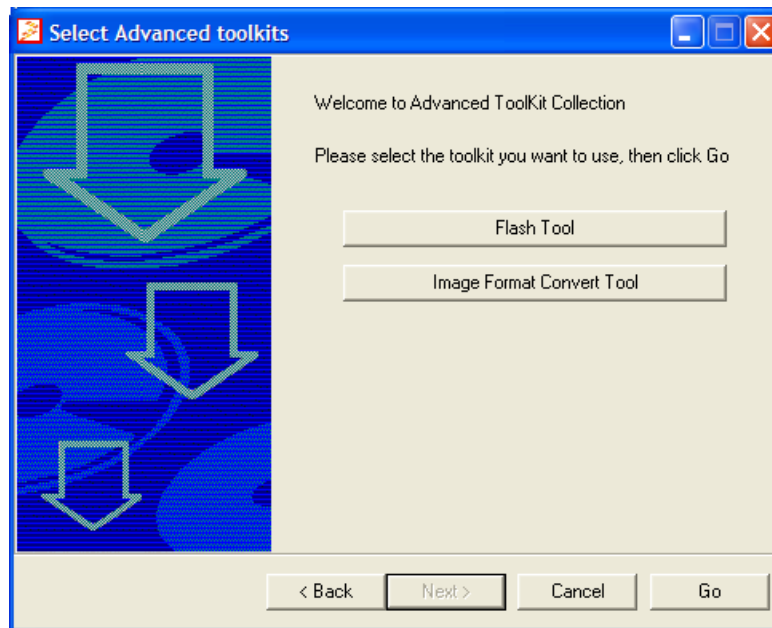 Select Advanced toolkits
Welcome to Advanced ToolKit Collection
Please select the toolkit you want to use, then click Go
Flash Tool
Image Format Convert Tool
< Back
Next >
Cancel
Go